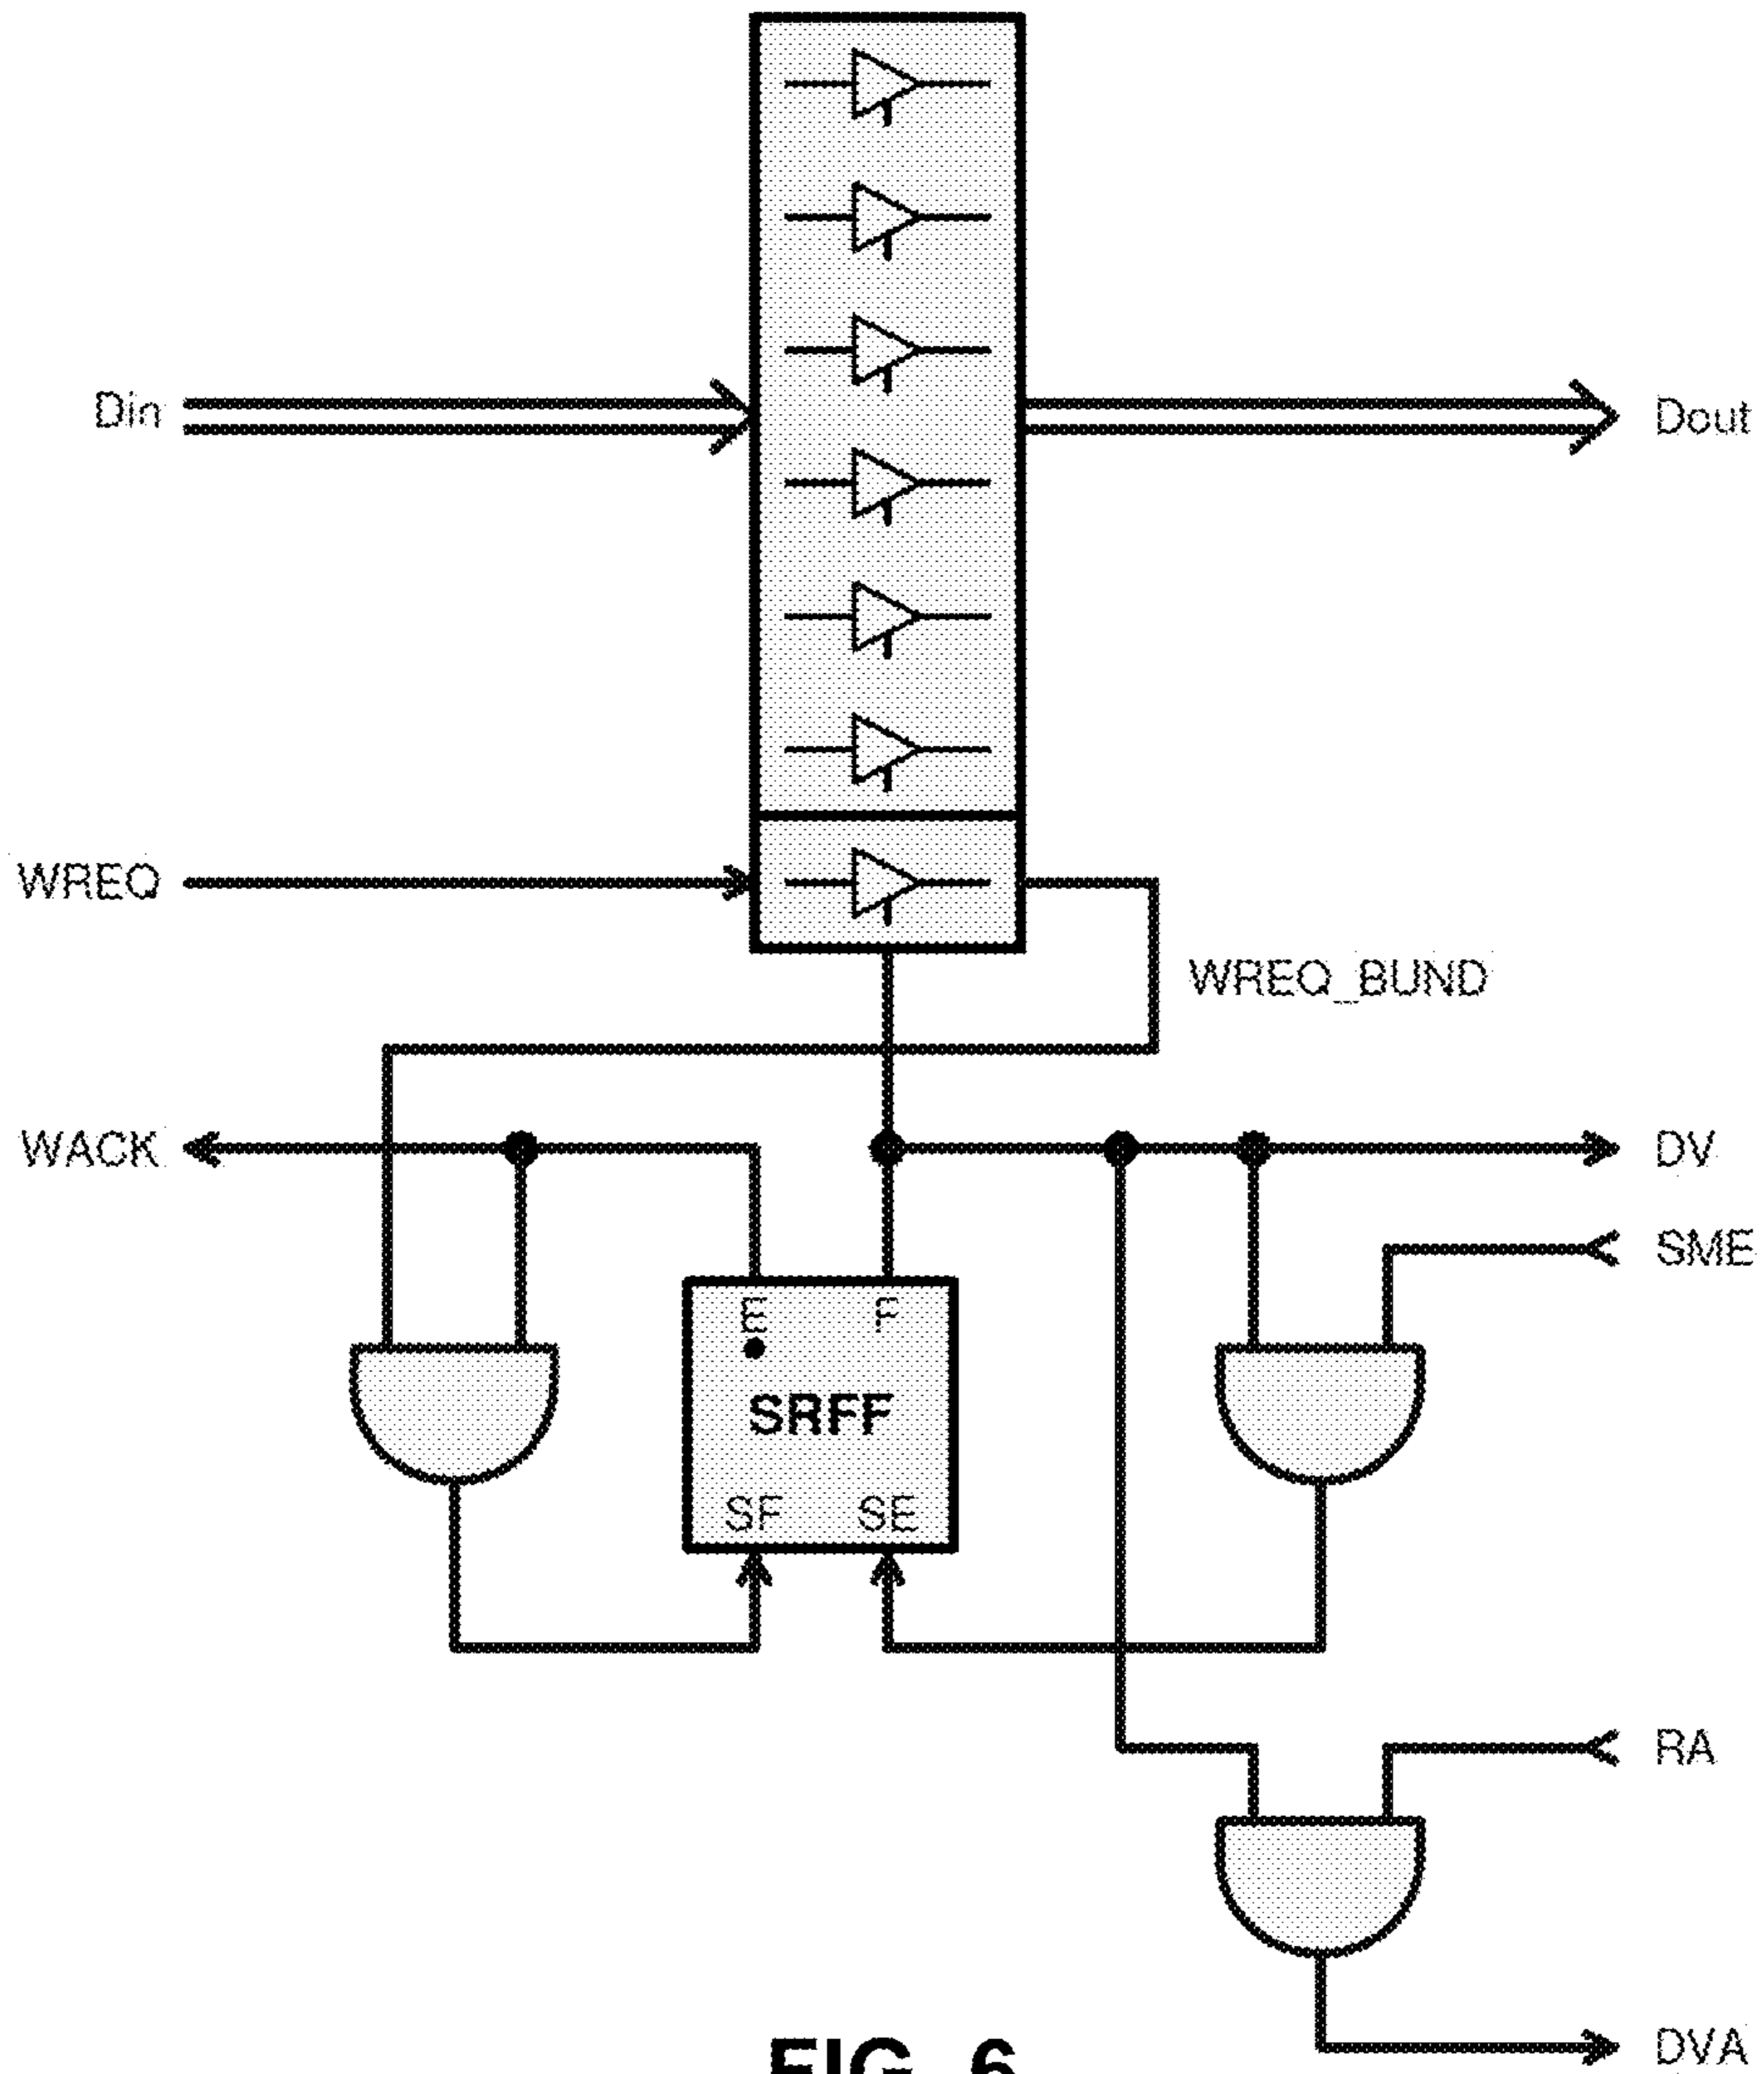 Din
Dout
WREQ
WREQ_BUND
WACK
DV
SME
E F
SRFF
SF SE
RA
DVA
FIG. 6